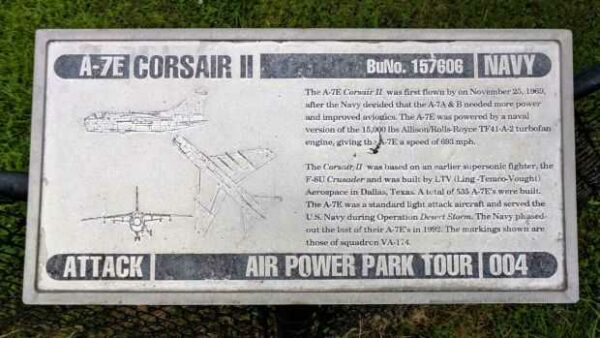 A-7E CORSAIR II BuNo. 157606 NAVY
The A-7E Corsair II was first flown by on November 25, 1969,
after the Navy decided that the A-7A & B needed more power
and improved avionics. The A-7E was powered by a naval
version of the 15,000 lbs Allison/Rolls-Royce TF41-A-2 turbofan
engine, giving the A-7E a speed of 693 mph.
The Corsair II was based on an earlier supersonic fighter, the
F-8U Crusader and was built by LTV (Ling-Temco-Vought)
Aerospace in Dallas, Texas. A total of 535 A-7E's were built.
The A-7E was a standard light attack aircraft and served the
U.S. Navy during Operation Desert Storm. The Navy phased-
out the last of their A-7E's in 1992. The markings shown are
those of squadron VA-174.
ATTACK AIR POWER PARK TOUR 004